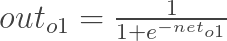 $out_{o1} = \frac{1}{1+e^{-net_{o1}}}$